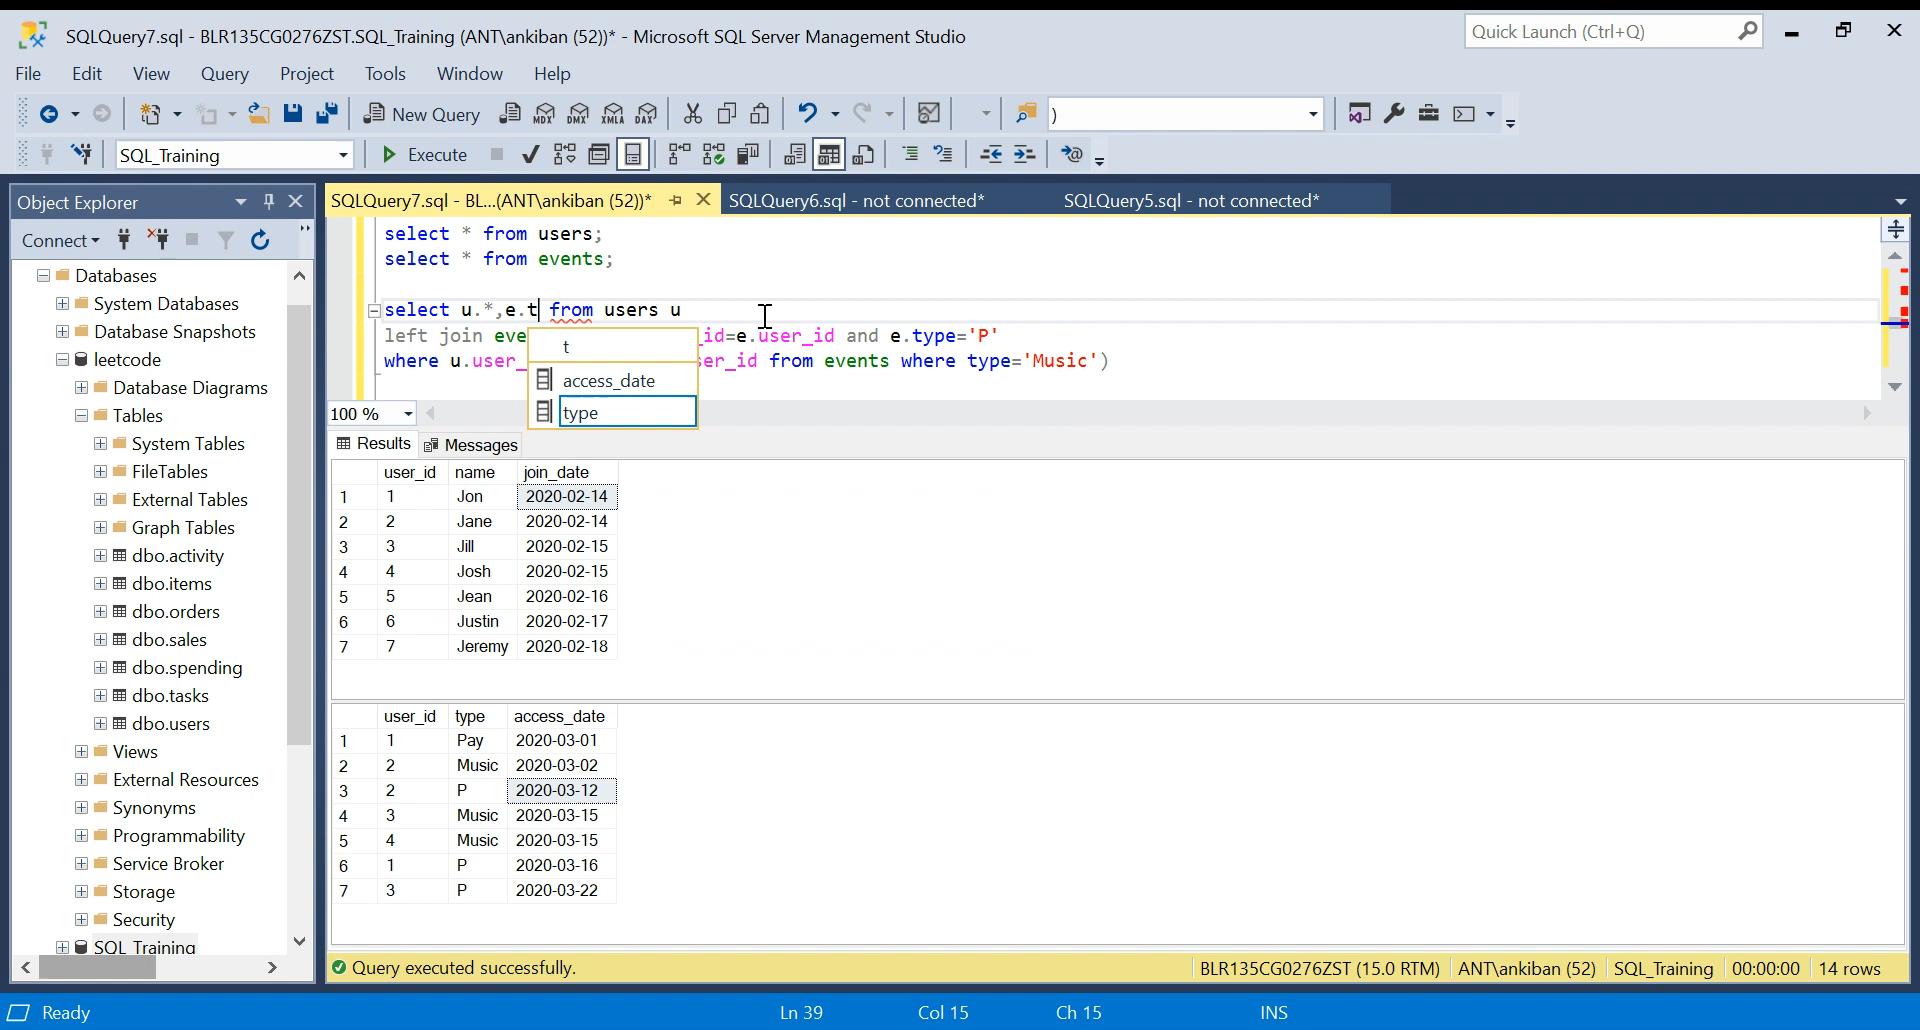 SQLQuery7.sql - BLR135CG0276ZST.SQL_Training (ANT\ankiban (52))* - Microsoft SQL Server Management Studio
Quick Launch (Ctrl+Q)
File Edit View Query Project Tools Window Help
New Query MDX DMX XMLA DAX )
SQL_Training Execute
Object Explorer
SQLQuery7.sql - BL...(ANT\ankiban (52))* SQLQuery6.sql - not connected* SQLQuery5.sql - not connected*
Connect
Databases
System Databases
Database Snapshots
leetcode
Database Diagrams
Tables
System Tables
FileTables
External Tables
Graph Tables
dbo.activity
dbo.items
dbo.orders
dbo.sales
dbo.spending
dbo.tasks
dbo.users
Views
External Resources
Synonyms
Programmability
Service Broker
Storage
Security
SQL_Training
select * from users;
select * from events;
select u.*,e.t from users u
left join eve _id=e.user_id and e.type='P'
where u.user_ ser_id from events where type='Music')
t
access_date
type
100 %
Results Messages
user_id name join_date
1 1 Jon 2020-02-14
2 2 Jane 2020-02-14
3 3 Jill 2020-02-15
4 4 Josh 2020-02-15
5 5 Jean 2020-02-16
6 6 Justin 2020-02-17
7 7 Jeremy 2020-02-18
user_id type access_date
1 1 Pay 2020-03-01
2 2 Music 2020-03-02
3 2 P 2020-03-12
4 3 Music 2020-03-15
5 4 Music 2020-03-15
6 1 P 2020-03-16
7 3 P 2020-03-22
Query executed successfully. BLR135CG0276ZST (15.0 RTM) ANT\ankiban (52) SQL_Training 00:00:00 14 rows
Ready Ln 39 Col 15 Ch 15 INS